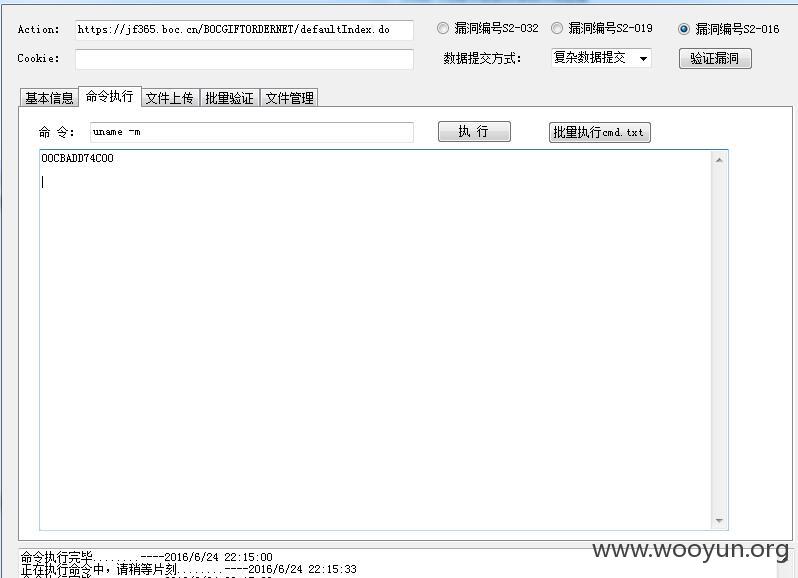 Action: https://jf365.boc.cn/BOCGIFTORDERNET/defaultIndex.do 漏洞编号S2-032 漏洞编号S2-019 漏洞编号S2-016
Cookie: 数据提交方式: 复杂数据提交 验证漏洞
基本信息 命令执行 文件上传 批量验证 文件管理
命 令: uname -m 执 行 批量执行cmd.txt
00CBADD74C00
命令执行完毕........----2016/6/24 22:15:00
正在执行命令中，请稍等片刻........----2016/6/24 22:15:33
www.wooyun.org